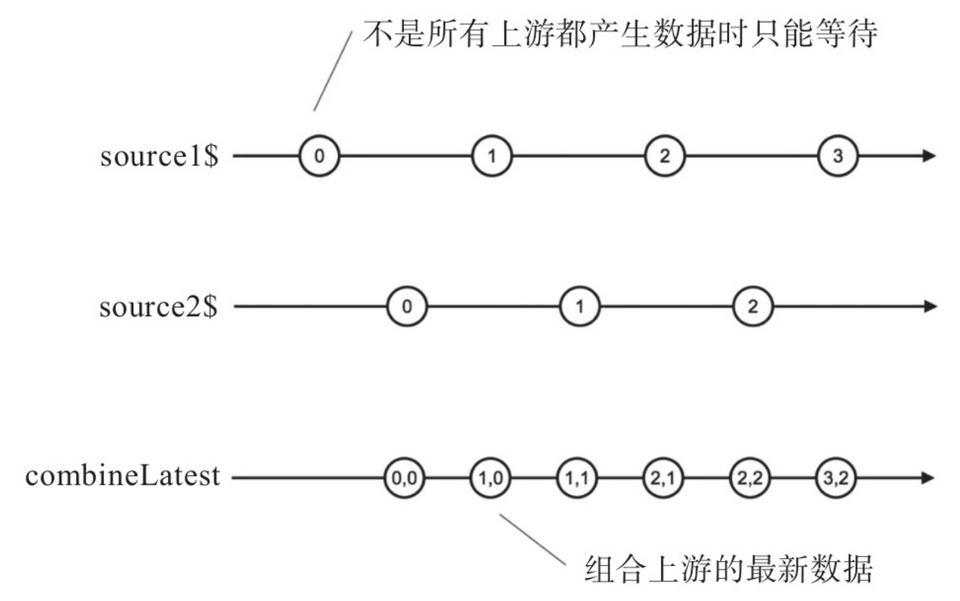 不是所有上游都产生数据时只能等待
source1$ 0 1 2 3
source2$ 0 1 2
combineLatest 0,0 1,0 1,1 2,1 2,2 3,2
组合上游的最新数据